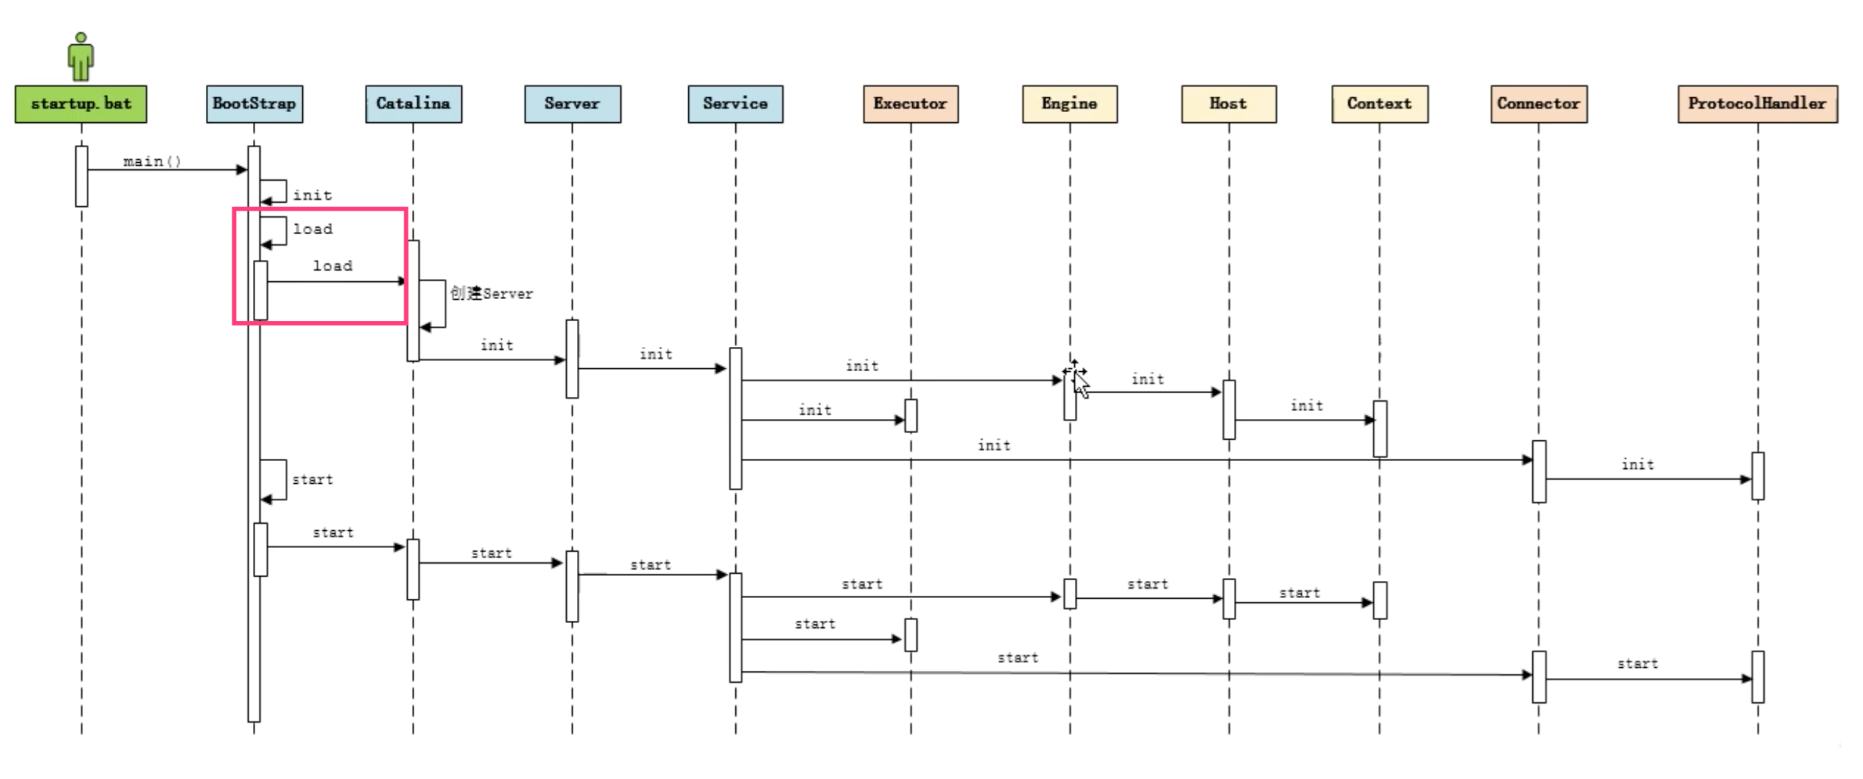 startup.bat
BootStrap
Catalina
Server
Service
Executor
Engine
Host
Context
Connector
ProtocolHandler
main()
init
load
load
创建Server
init
init
init
init
init
init
init
init
start
start
start
start
start
start
start
start
start
start